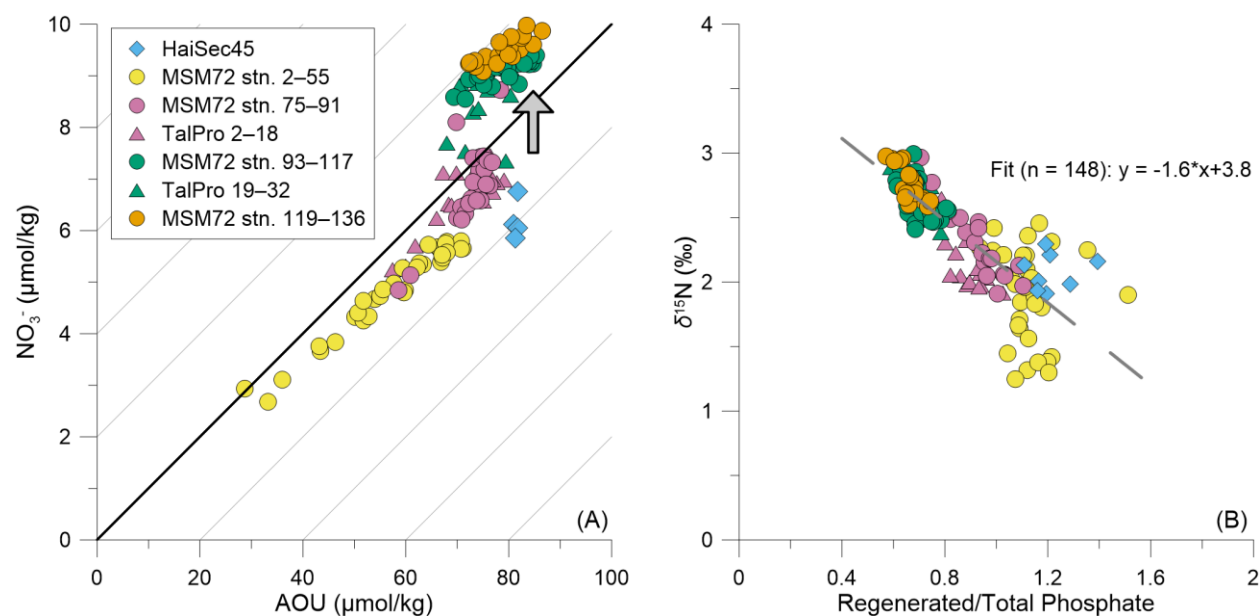 10
8
6
4
2
0
NO₃⁻ (µmol/kg)
HaiSec45
MSM72 stn. 2–55
MSM72 stn. 75–91
TalPro 2–18
MSM72 stn. 93–117
TalPro 19–32
MSM72 stn. 119–136
(A)
0 20 40 60 80 100
AOU (µmol/kg)
4
3
2
1
0
δ¹⁵N (‰)
Fit (n = 148): y = -1.6*x+3.8
(B)
0 0.4 0.8 1.2 1.6 2
Regenerated/Total Phosphate